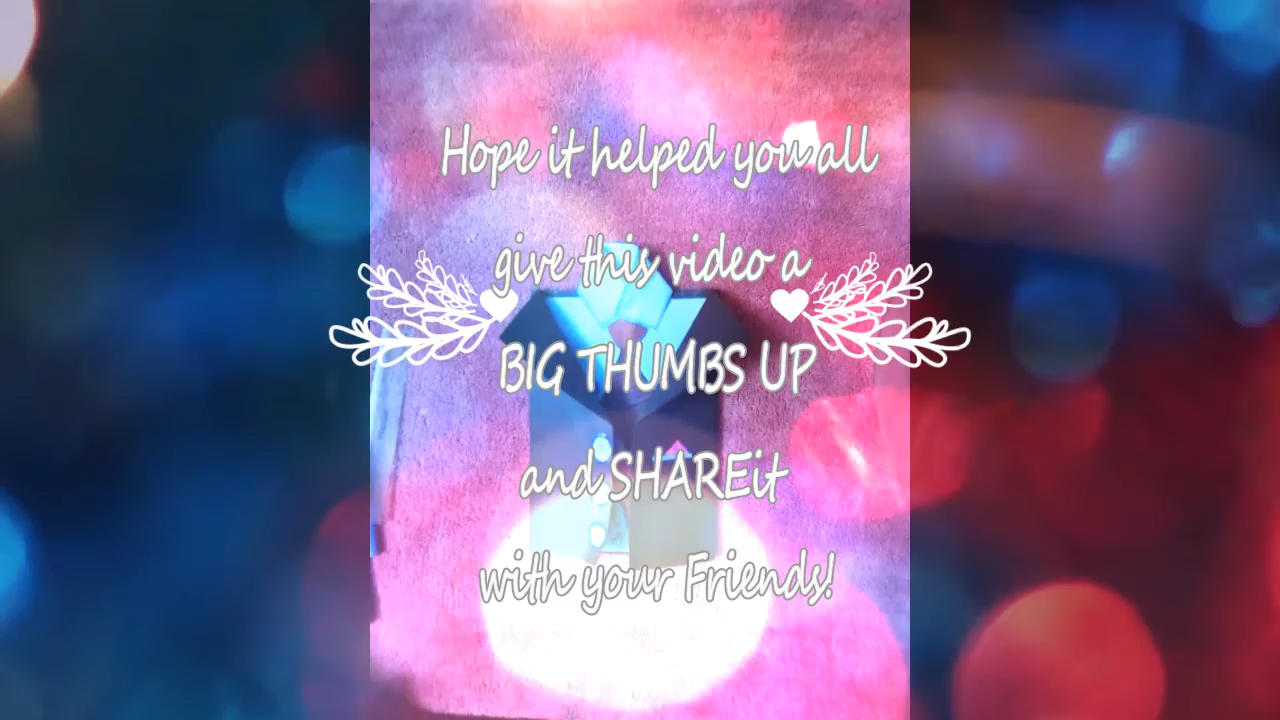 Hope it helped you all
give this video a
BIG THUMBS UP
and SHAREit
with your Friends!